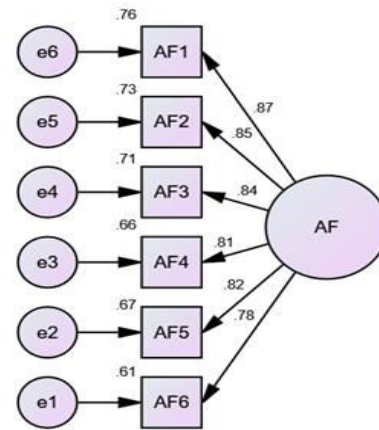 .76
e6 AF1
.87
.73
e5 AF2
.85
.71
e4 AF3
.84
AF
.66
e3 AF4
.81
.67
e2 AF5
.82
.61
e1 AF6
.78